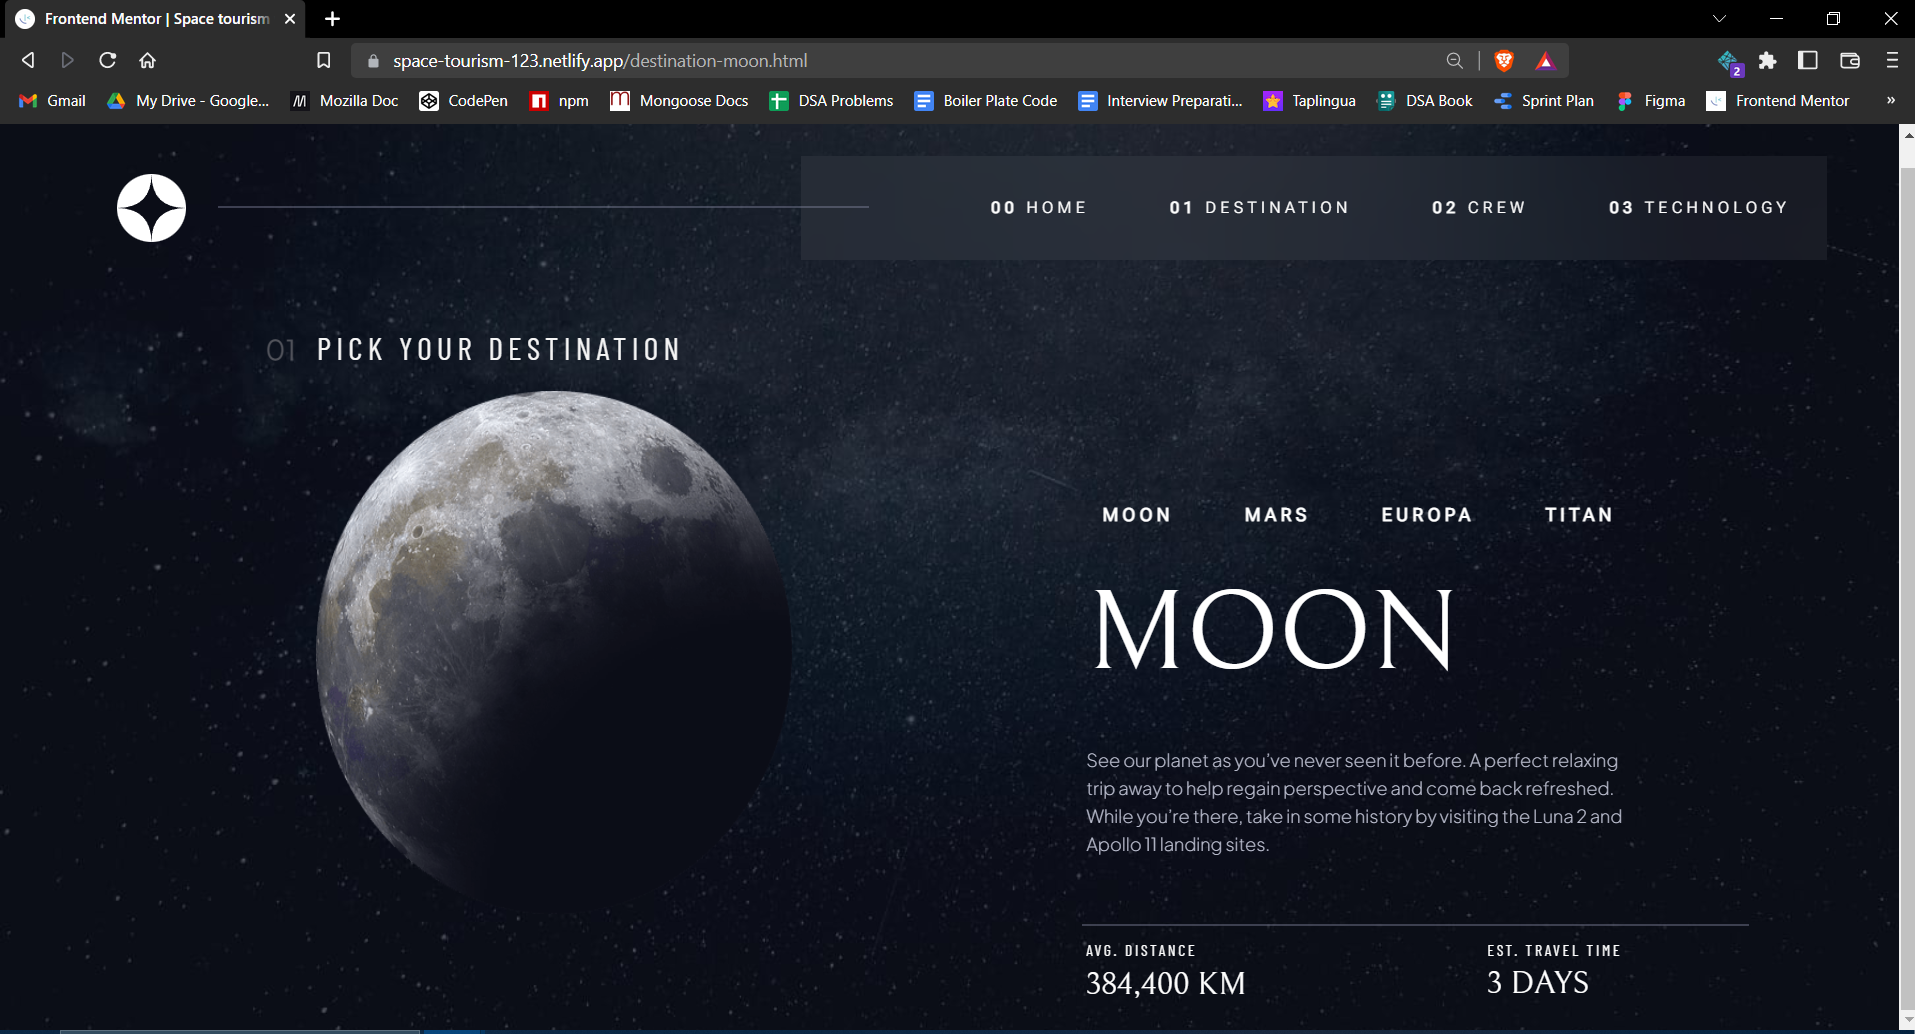 Frontend Mentor | Space tourism
space-tourism-123.netlify.app/destination-moon.html
2
Gmail My Drive - Google... Mozilla Doc CodePen npm Mongoose Docs DSA Problems Boiler Plate Code Interview Preparati... Taplingua DSA Book Sprint Plan Figma Frontend Mentor »
00 HOME 01 DESTINATION 02 CREW 03 TECHNOLOGY
01 PICK YOUR DESTINATION
MOON MARS EUROPA TITAN
MOON
See our planet as you've never seen it before. A perfect relaxing
trip away to help regain perspective and come back refreshed.
While you're there, take in some history by visiting the Luna 2 and
Apollo 11 landing sites.
AVG. DISTANCE EST. TRAVEL TIME
384,400 KM 3 DAYS